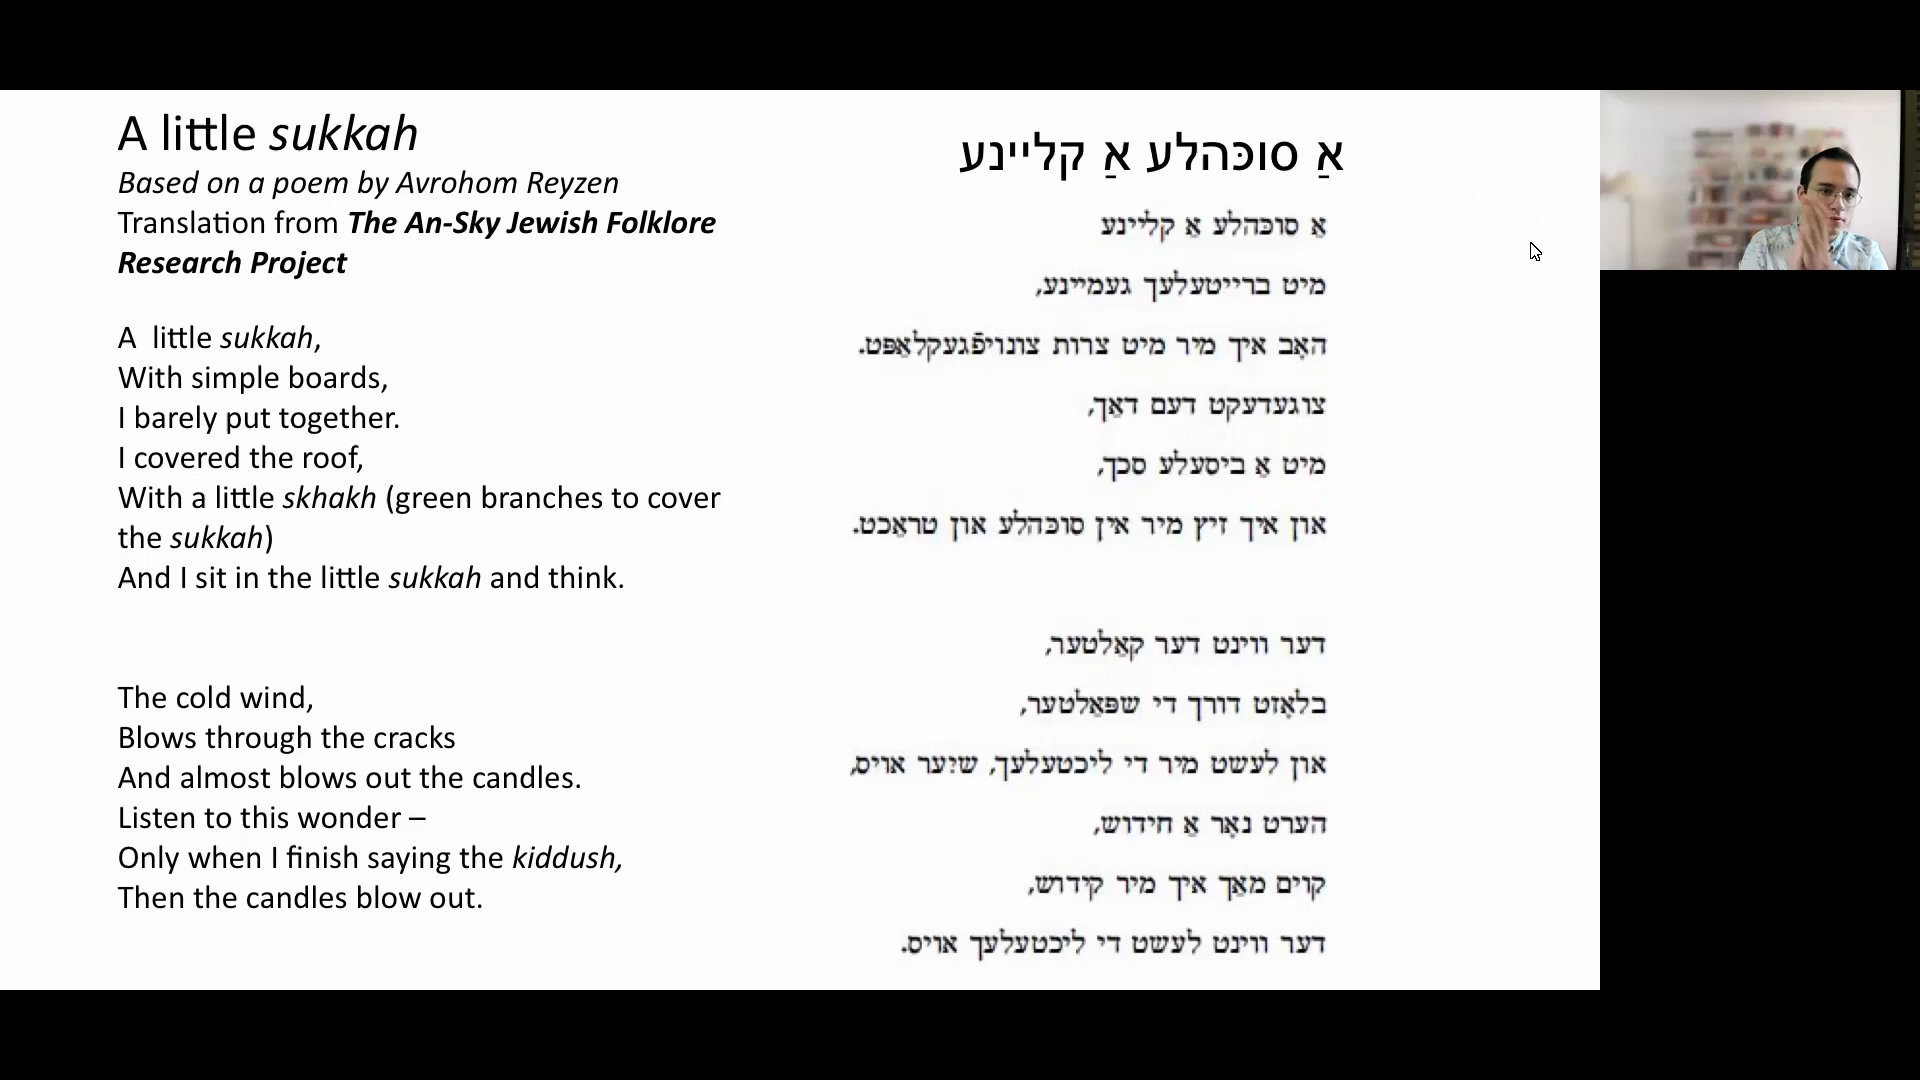 A little sukkah
Based on a poem by Avrohom Reyzen
Translation from The An-Sky Jewish Folklore
Research Project
A little sukkah,
With simple boards,
I barely put together.
I covered the roof,
With a little skhakh (green branches to cover
the sukkah)
And I sit in the little sukkah and think.
The cold wind,
Blows through the cracks
And almost blows out the candles.
Listen to this wonder –
Only when I finish saying the kiddush,
Then the candles blow out.
אַ סוכּהלע אַ קליינע
אַ סוכּהלע אַ קליינע
מיט ברייטעלעך געמיינע,
האָב איך מיר מיט צרות צונויפֿגעקלאַפּט.
צוגעדעקט דעם דאַך,
מיט אַ ביסעלע סכך,
און איך זיץ מיר אין סוכּהלע און טראַכט.
דער ווינט דער קאַלטער,
בלאָזט דורך די שפּאַלטער,
און לעשט מיר די ליכטעלעך, שיִער אויס,
הערט נאָר אַ חידוש,
קוים מאַך איך מיר קידוש,
דער ווינט לעשט די ליכטעלעך אויס.